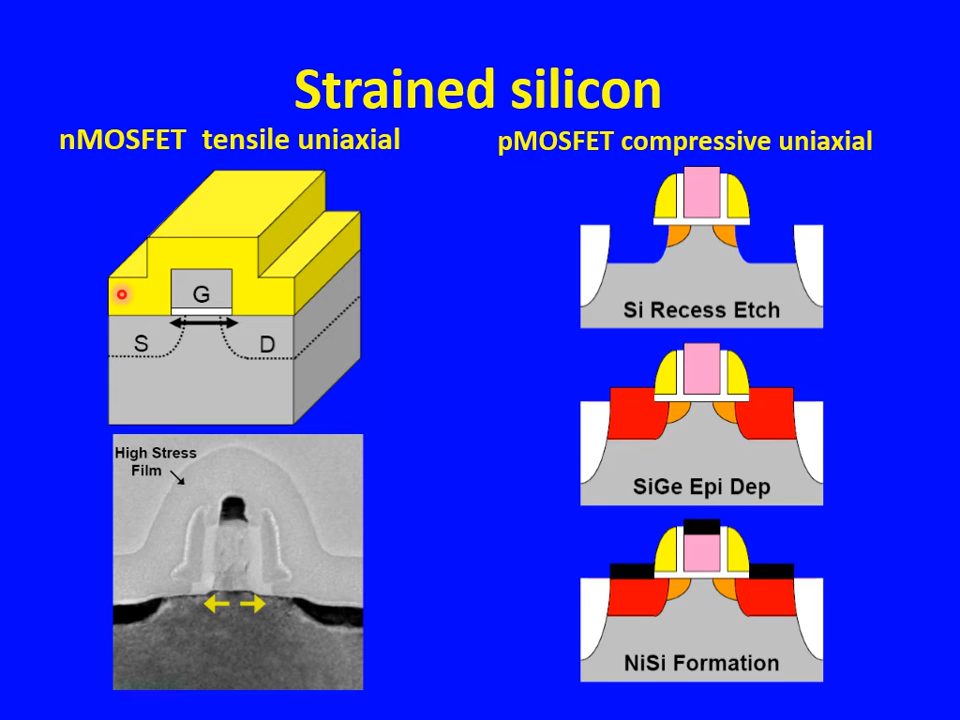 Strained silicon
nMOSFET  tensile uniaxial
pMOSFET compressive uniaxial
G
S
D
High Stress
Film
Si Recess Etch
SiGe Epi Dep
NiSi Formation